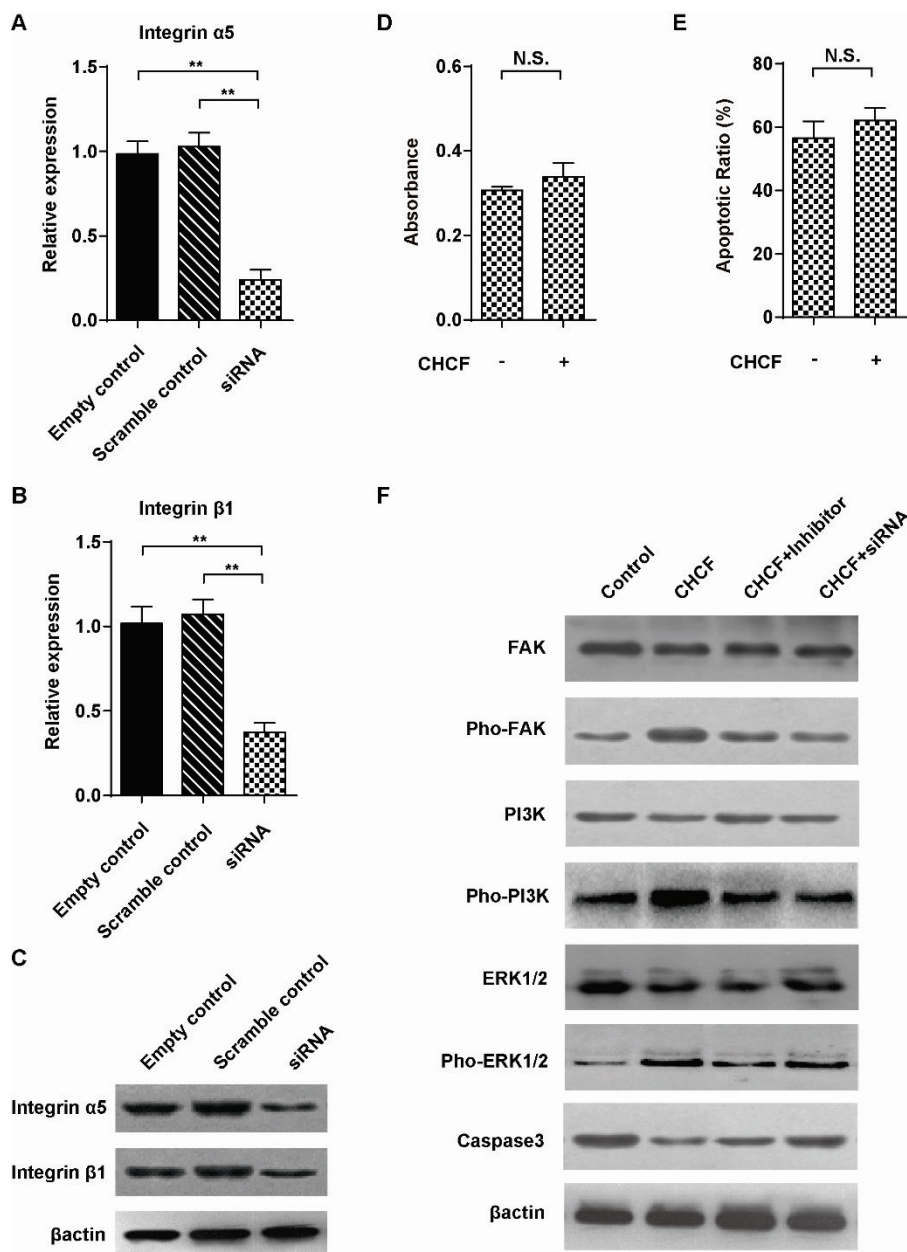 A
Integrin α5
**
**
Relative expression
1.5
1.0
0.5
0.0
Empty control
Scramble control
siRNA
D
N.S.
Absorbance
0.6
0.4
0.2
0.0
CHCF - +
E
N.S.
Apoptotic Ratio (%)
80
60
40
20
0
CHCF - +
B
Integrin β1
**
**
Relative expression
1.5
1.0
0.5
0.0
Empty control
Scramble control
siRNA
C
Empty control
Scramble control
siRNA
Integrin α5
Integrin β1
βactin
F
Control
CHCF
CHCF+Inhibitor
CHCF+siRNA
FAK
Pho-FAK
PI3K
Pho-PI3K
ERK1/2
Pho-ERK1/2
Caspase3
βactin